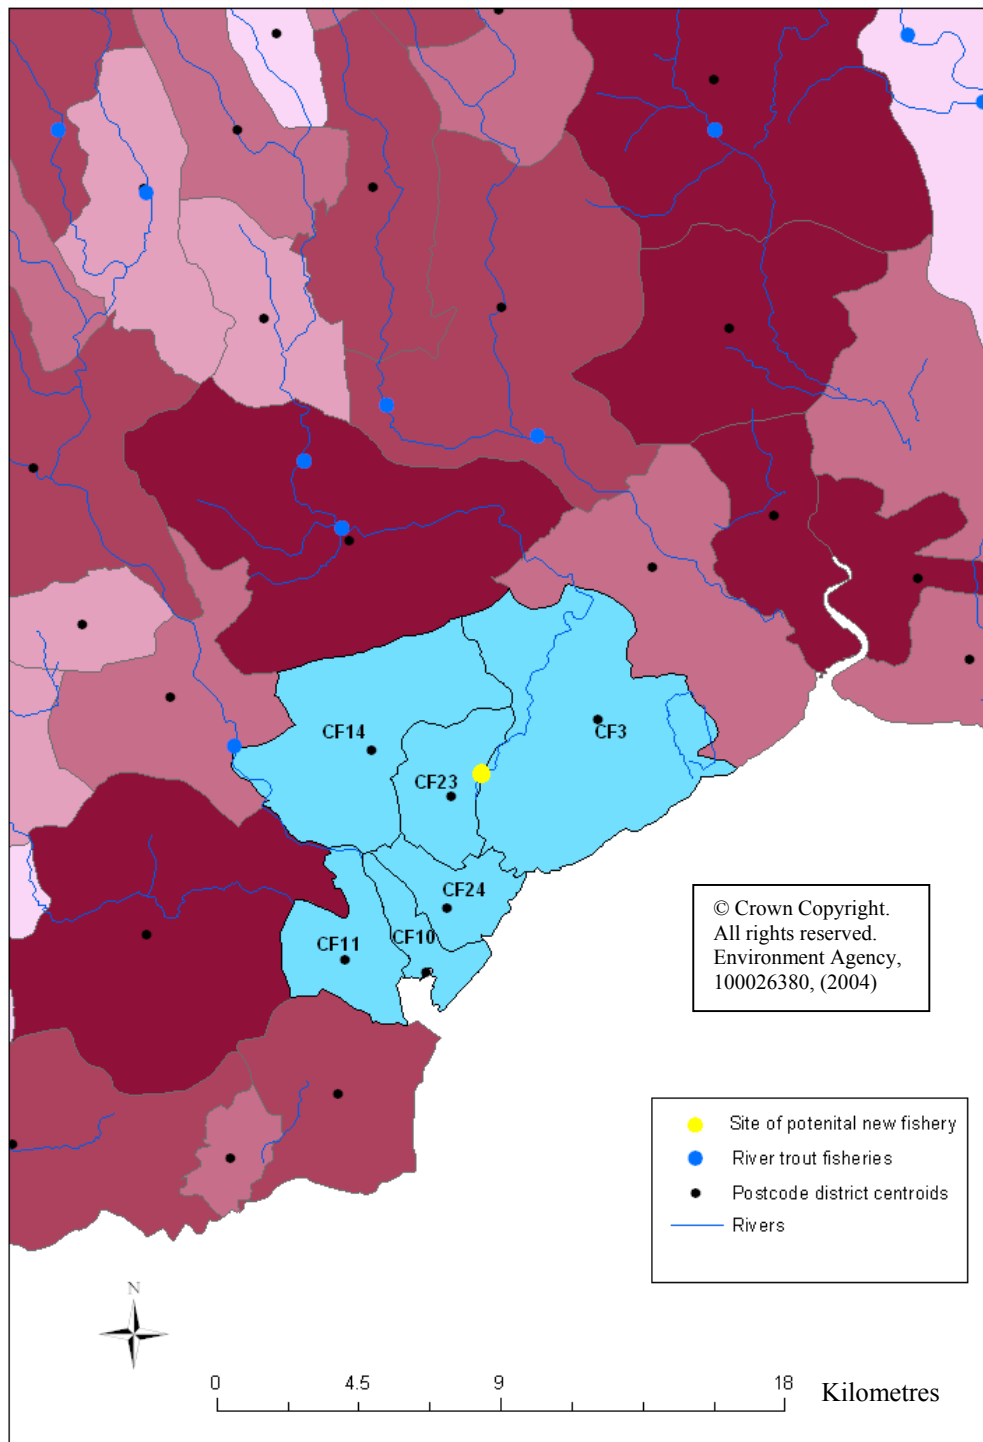 CF14
CF3
CF23
CF24
CF11
CF10
© Crown Copyright.
All rights reserved.
Environment Agency,
100026380, (2004)
Site of potenital new fishery
River trout fisheries
Postcode district centroids
Rivers
N
0 4.5 9 18 Kilometres